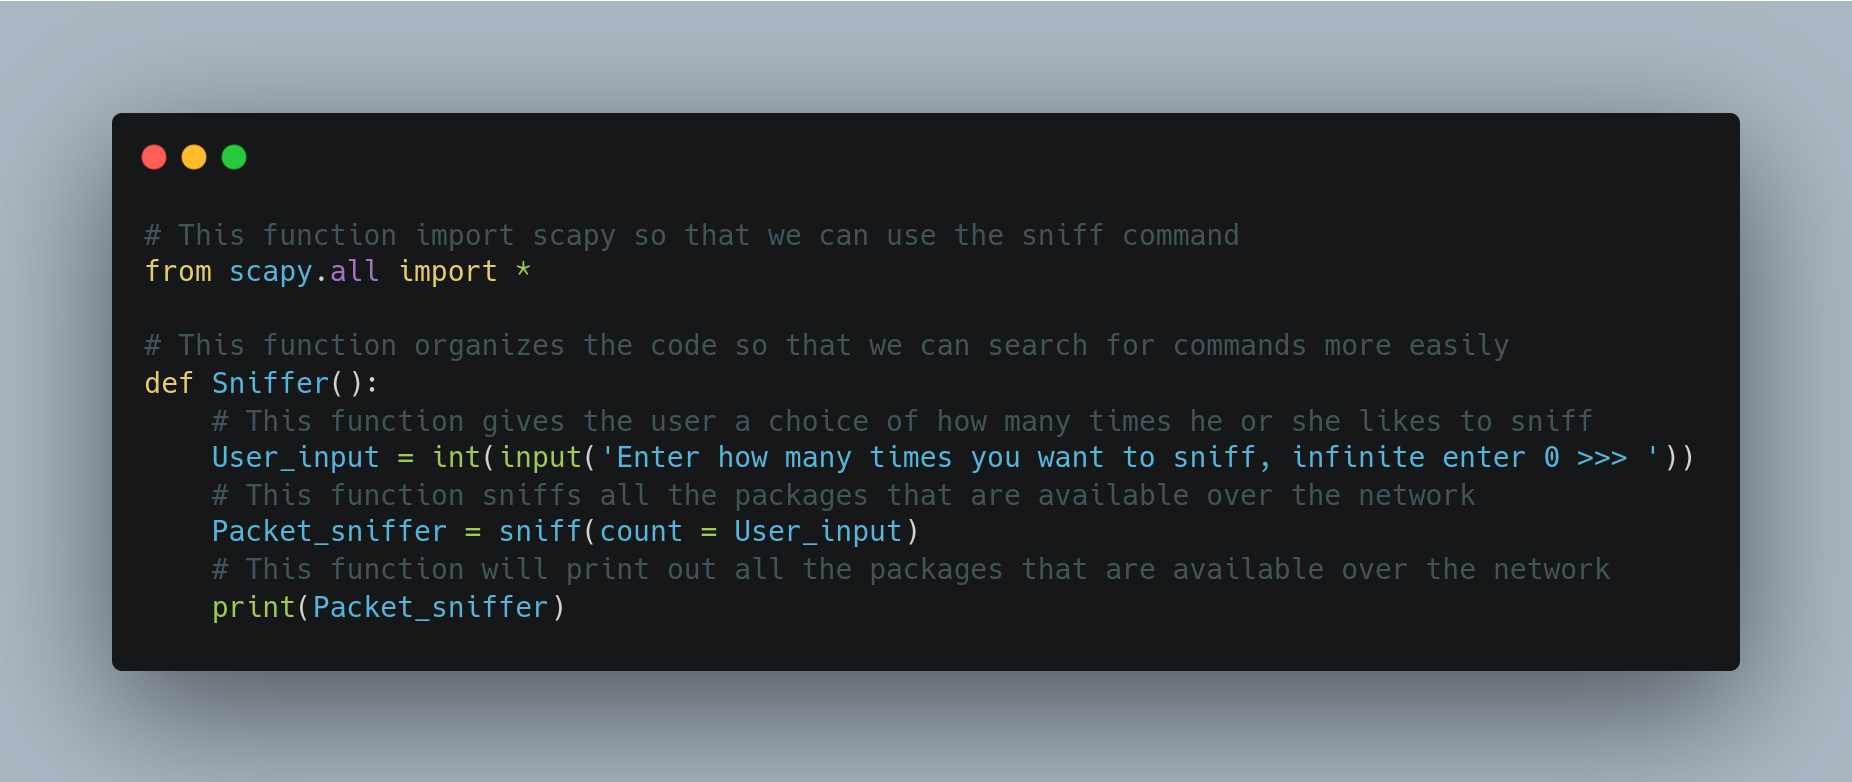 # This function import scapy so that we can use the sniff command
from scapy.all import *
# This function organizes the code so that we can search for commands more easily
def Sniffer():
# This function gives the user a choice of how many times he or she likes to sniff
User_input = int(input('Enter how many times you want to sniff, infinite enter 0 >>> '))
# This function sniffs all the packages that are available over the network
Packet_sniffer = sniff(count = User_input)
# This function will print out all the packages that are available over the network
print(Packet_sniffer)